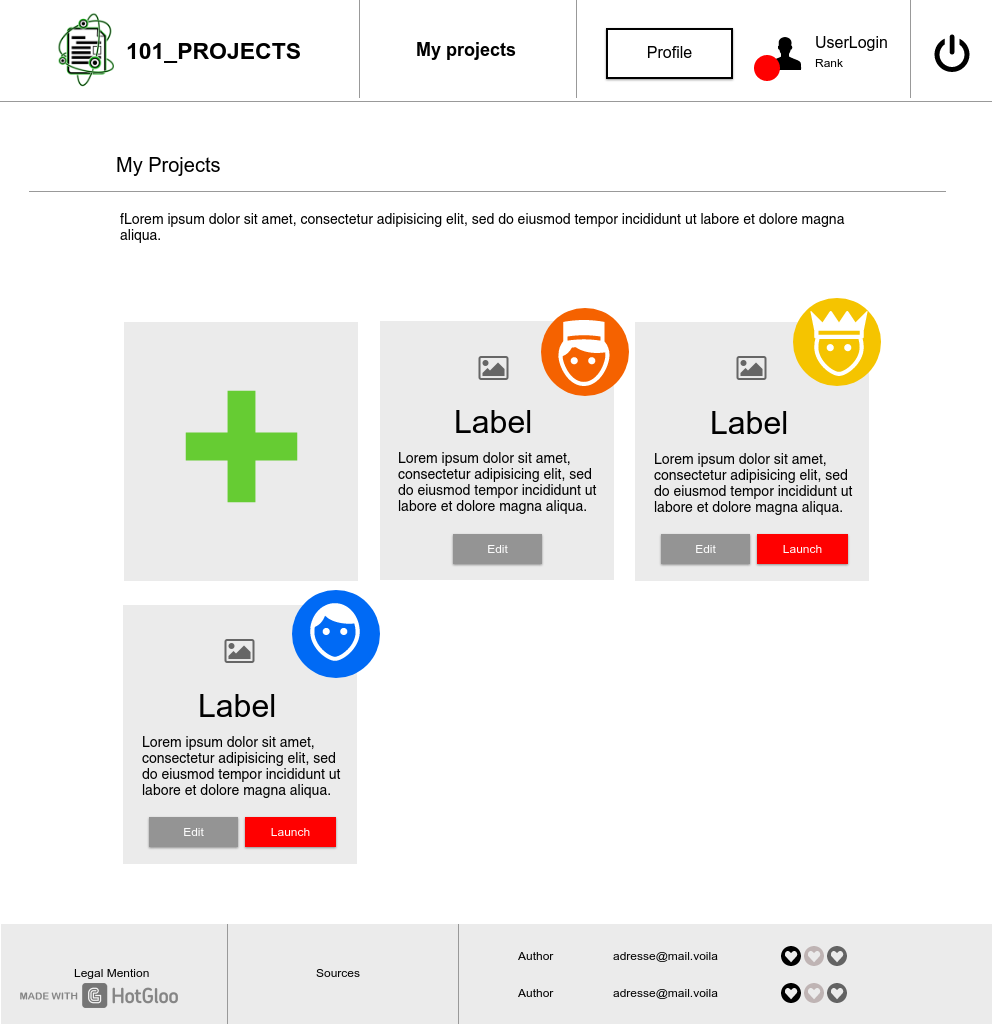 101_PROJECTS
My projects
Profile
UserLogin
Rank
My Projects
fLorem ipsum dolor sit amet, consectetur adipisicing elit, sed do eiusmod tempor incididunt ut labore et dolore magna
aliqua.
Label
Lorem ipsum dolor sit amet,
consectetur adipisicing elit, sed
do eiusmod tempor incididunt ut
labore et dolore magna aliqua.
Edit
Label
Lorem ipsum dolor sit amet,
consectetur adipisicing elit, sed
do eiusmod tempor incididunt ut
labore et dolore magna aliqua.
Edit
Launch
Label
Lorem ipsum dolor sit amet,
consectetur adipisicing elit, sed
do eiusmod tempor incididunt ut
labore et dolore magna aliqua.
Edit
Launch
Legal Mention
MADE WITH HotGloo
Sources
Author adresse@mail.voila
Author adresse@mail.voila